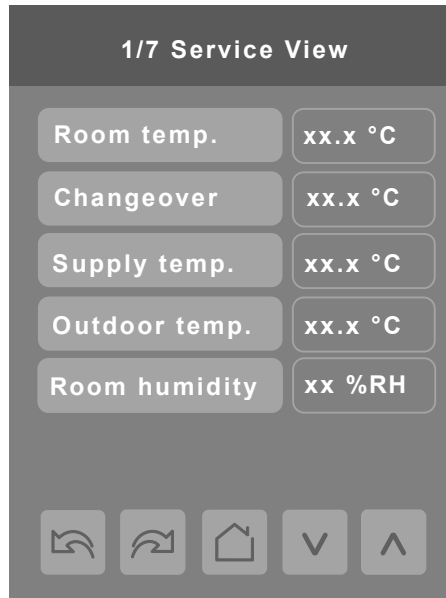 1/7 Service View
Room temp. xx.x °C
Changeover xx.x °C
Supply temp. xx.x °C
Outdoor temp. xx.x °C
Room humidity xx %RH